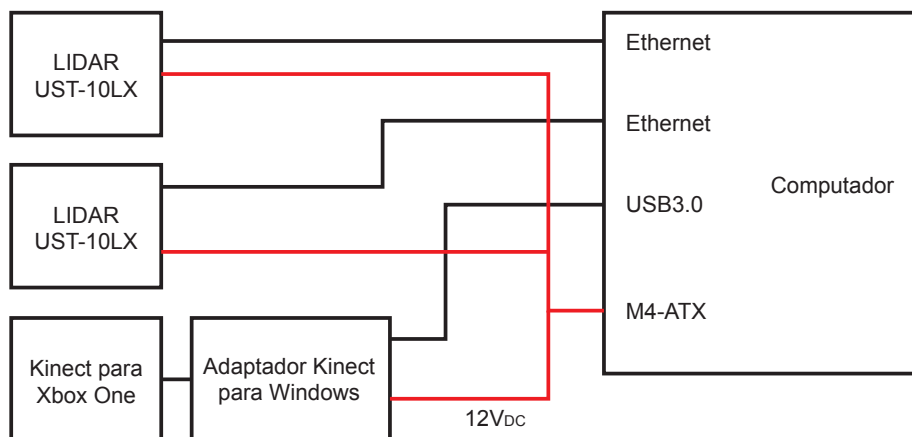 LIDAR
UST-10LX
Ethernet
Ethernet
LIDAR
UST-10LX
USB3.0
Computador
M4-ATX
Kinect para
Xbox One
Adaptador Kinect
para Windows
12VDC